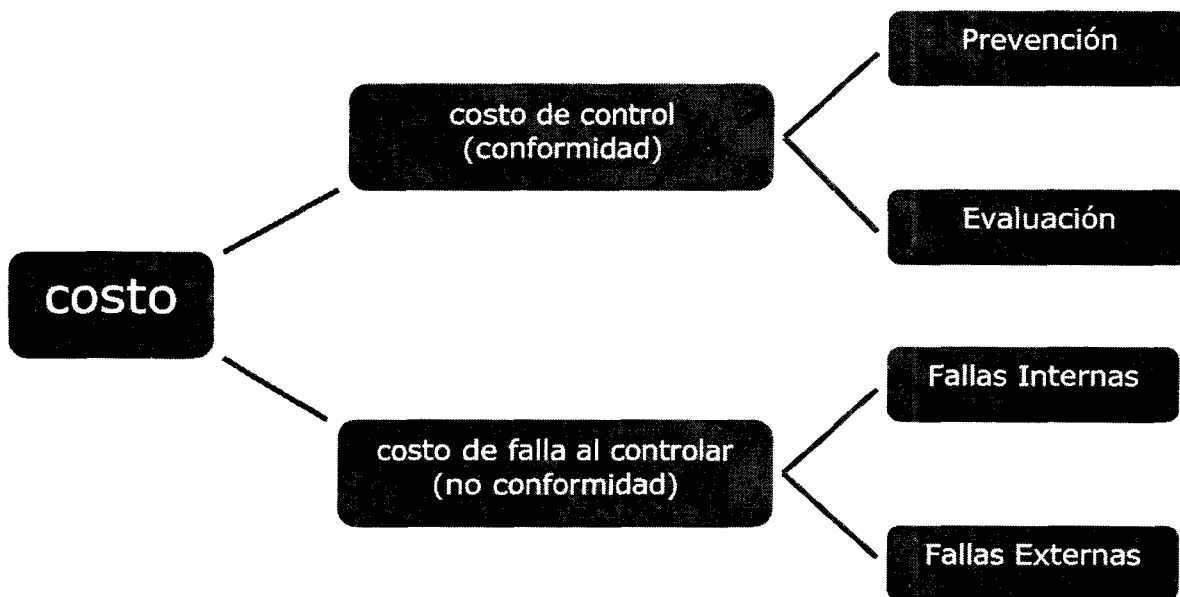 Prevención
costo de control
(conformidad)
Evaluación
costo
Fallas Internas
costo de falla al controlar
(no conformidad)
Fallas Externas